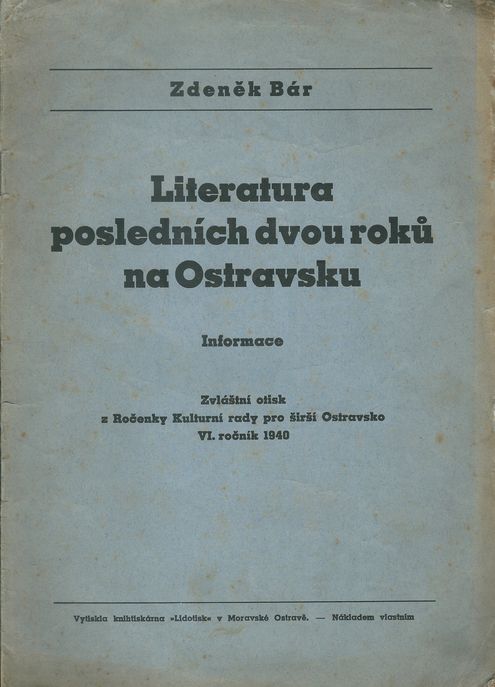 Zdeněk Bár
Literatura
posledních dvou roků
na Ostravsku
Informace
Zvláštní otisk
z Ročenky Kulturní rady pro širší Ostravsko
VI. ročník 1940
Vytiskla knihtiskárna »Lidotisk« v Moravské Ostravě. — Nákladem vlastním